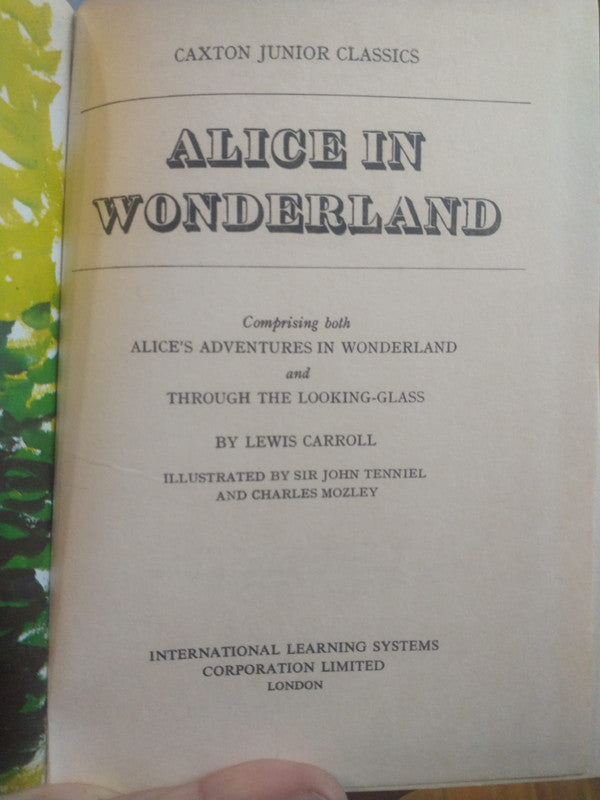 CAXTON JUNIOR CLASSICS
ALICE IN
WONDERLAND
Comprising both
ALICE'S ADVENTURES IN WONDERLAND
and
THROUGH THE LOOKING-GLASS
BY LEWIS CARROLL
ILLUSTRATED BY SIR JOHN TENNIEL
AND CHARLES MOZLEY
INTERNATIONAL LEARNING SYSTEMS
CORPORATION LIMITED
LONDON